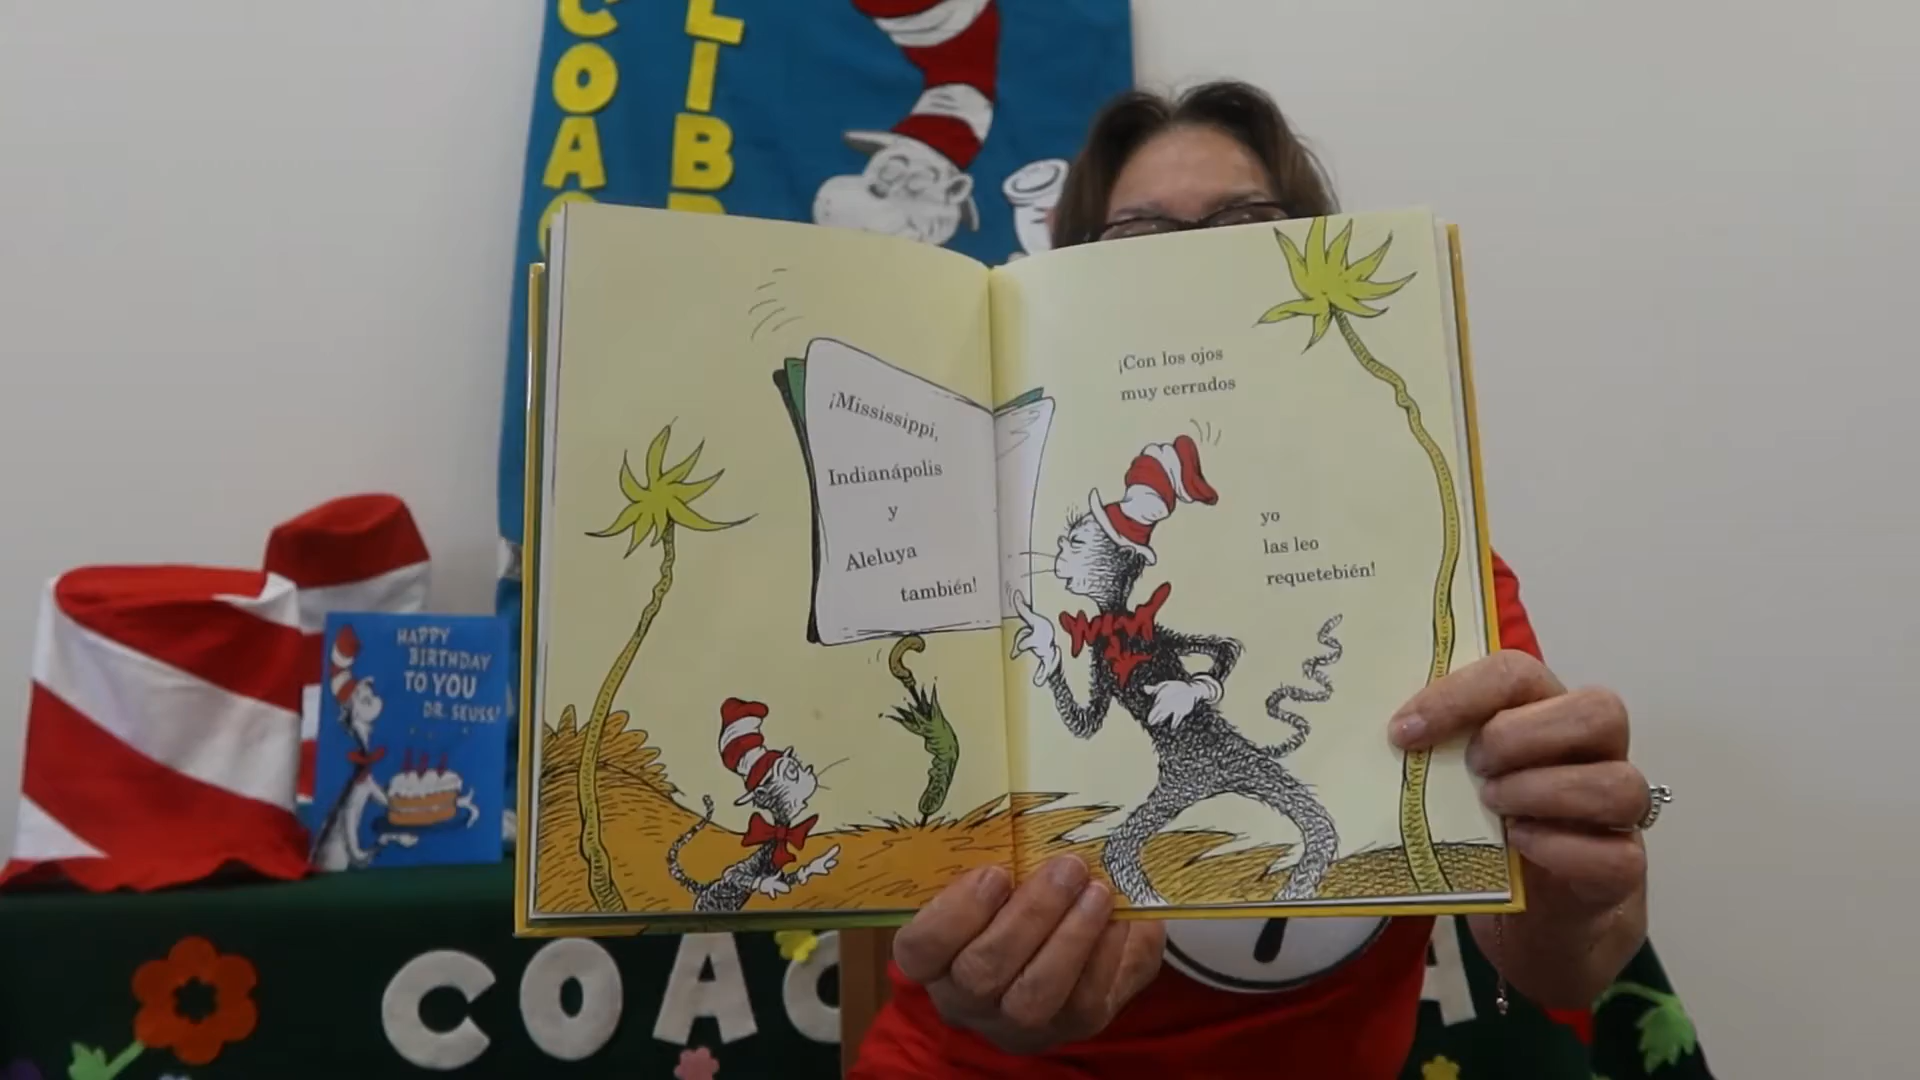 COAC
LIB
¡Mississippi,
Indianápolis
y
Aleluya
también!
¡Con los ojos
muy cerrados
yo
las leo
requetebién!
HAPPY
BIRTHDAY
TO YOU
DR. SEUSS!
COAC
A